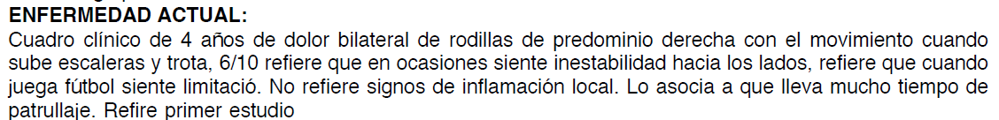 ENFERMEDAD ACTUAL:
Cuadro clínico de 4 años de dolor bilateral de rodillas de predominio derecha con el movimiento cuando
sube escaleras y trota, 6/10 refiere que en ocasiones siente inestabilidad hacia los lados, refiere que cuando
juega fútbol siente limitació. No refiere signos de inflamación local. Lo asocia a que lleva mucho tiempo de
patrullaje. Refire primer estudio